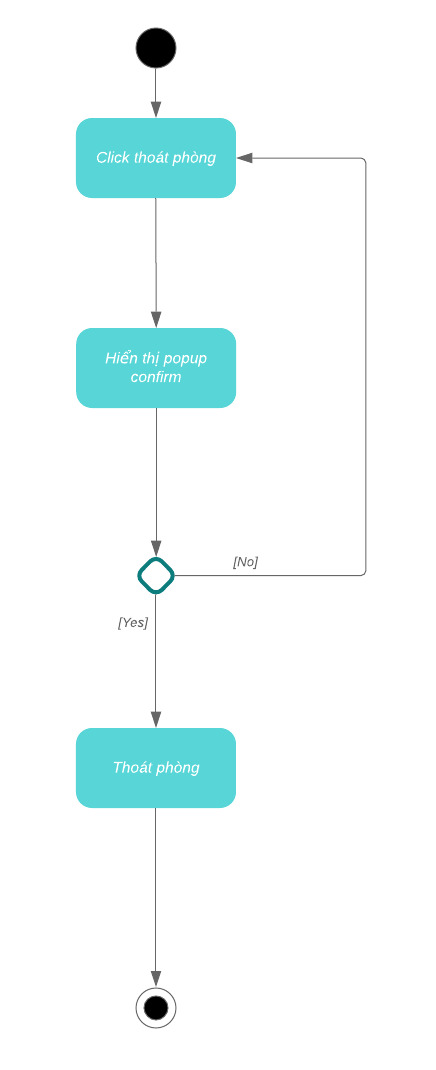 Click thoát phòng
Hiển thị popup
confirm
[No]
[Yes]
Thoát phòng